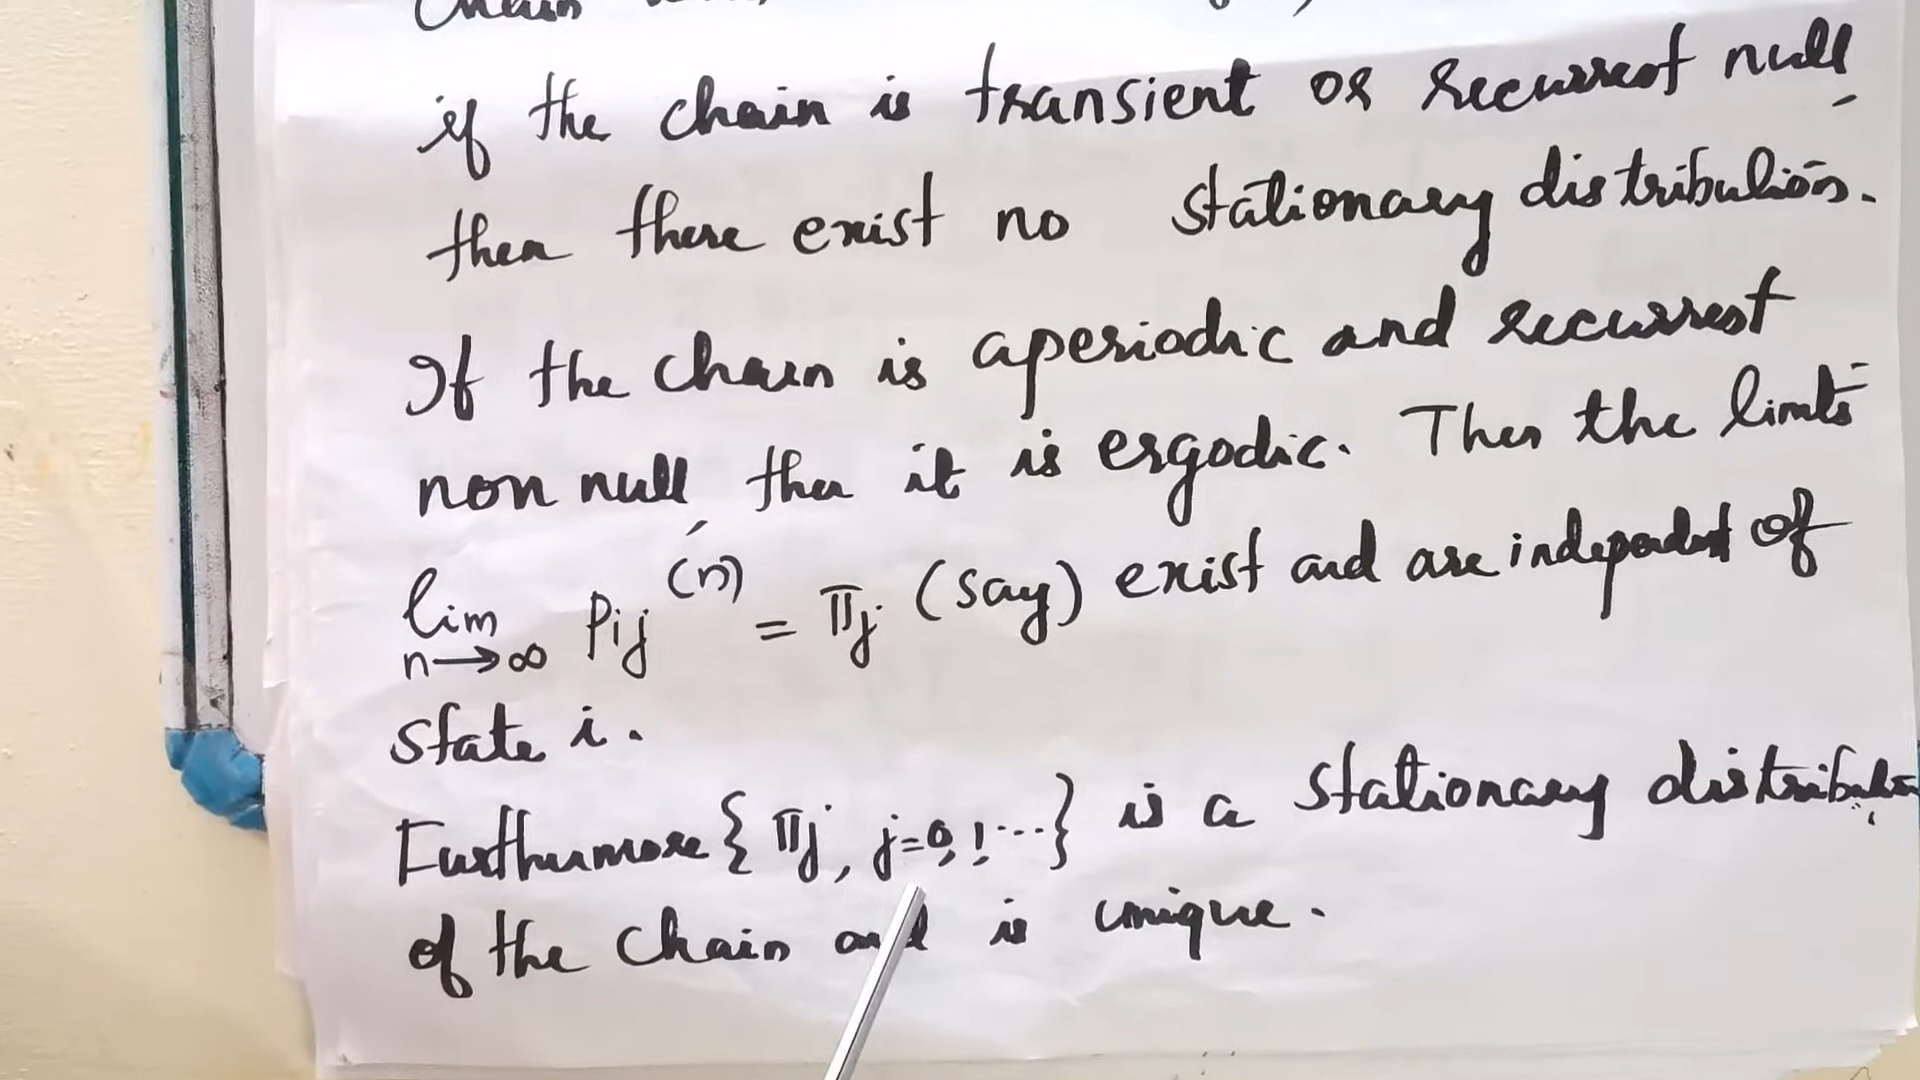 Chain
if the chain is transient or recurrent null,
then there exist no stationary distribution.
If the chain is aperiodic and recurrent
non null, then it is ergodic. Then the limits
lim n→∞ Pij (n) = πj (say) exist and are independent of
state i.
Furthermore { πj, j=0, 1, ... } is a stationary distribution
of the chain and is unique.